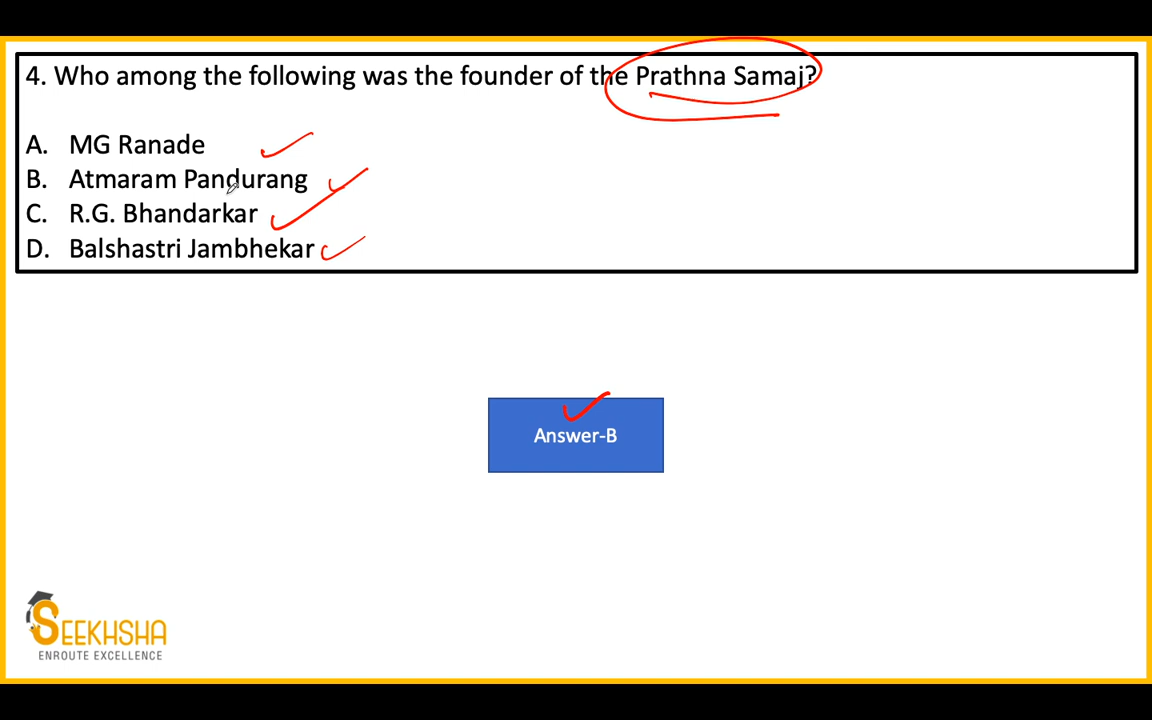 4. Who among the following was the founder of the Prathna Samaj?
A. MG Ranade
B. Atmaram Pandurang
C. R.G. Bhandarkar
D. Balshastri Jambhekar
Answer-B
SEEKHSHA
ENROUTE EXCELLENCE